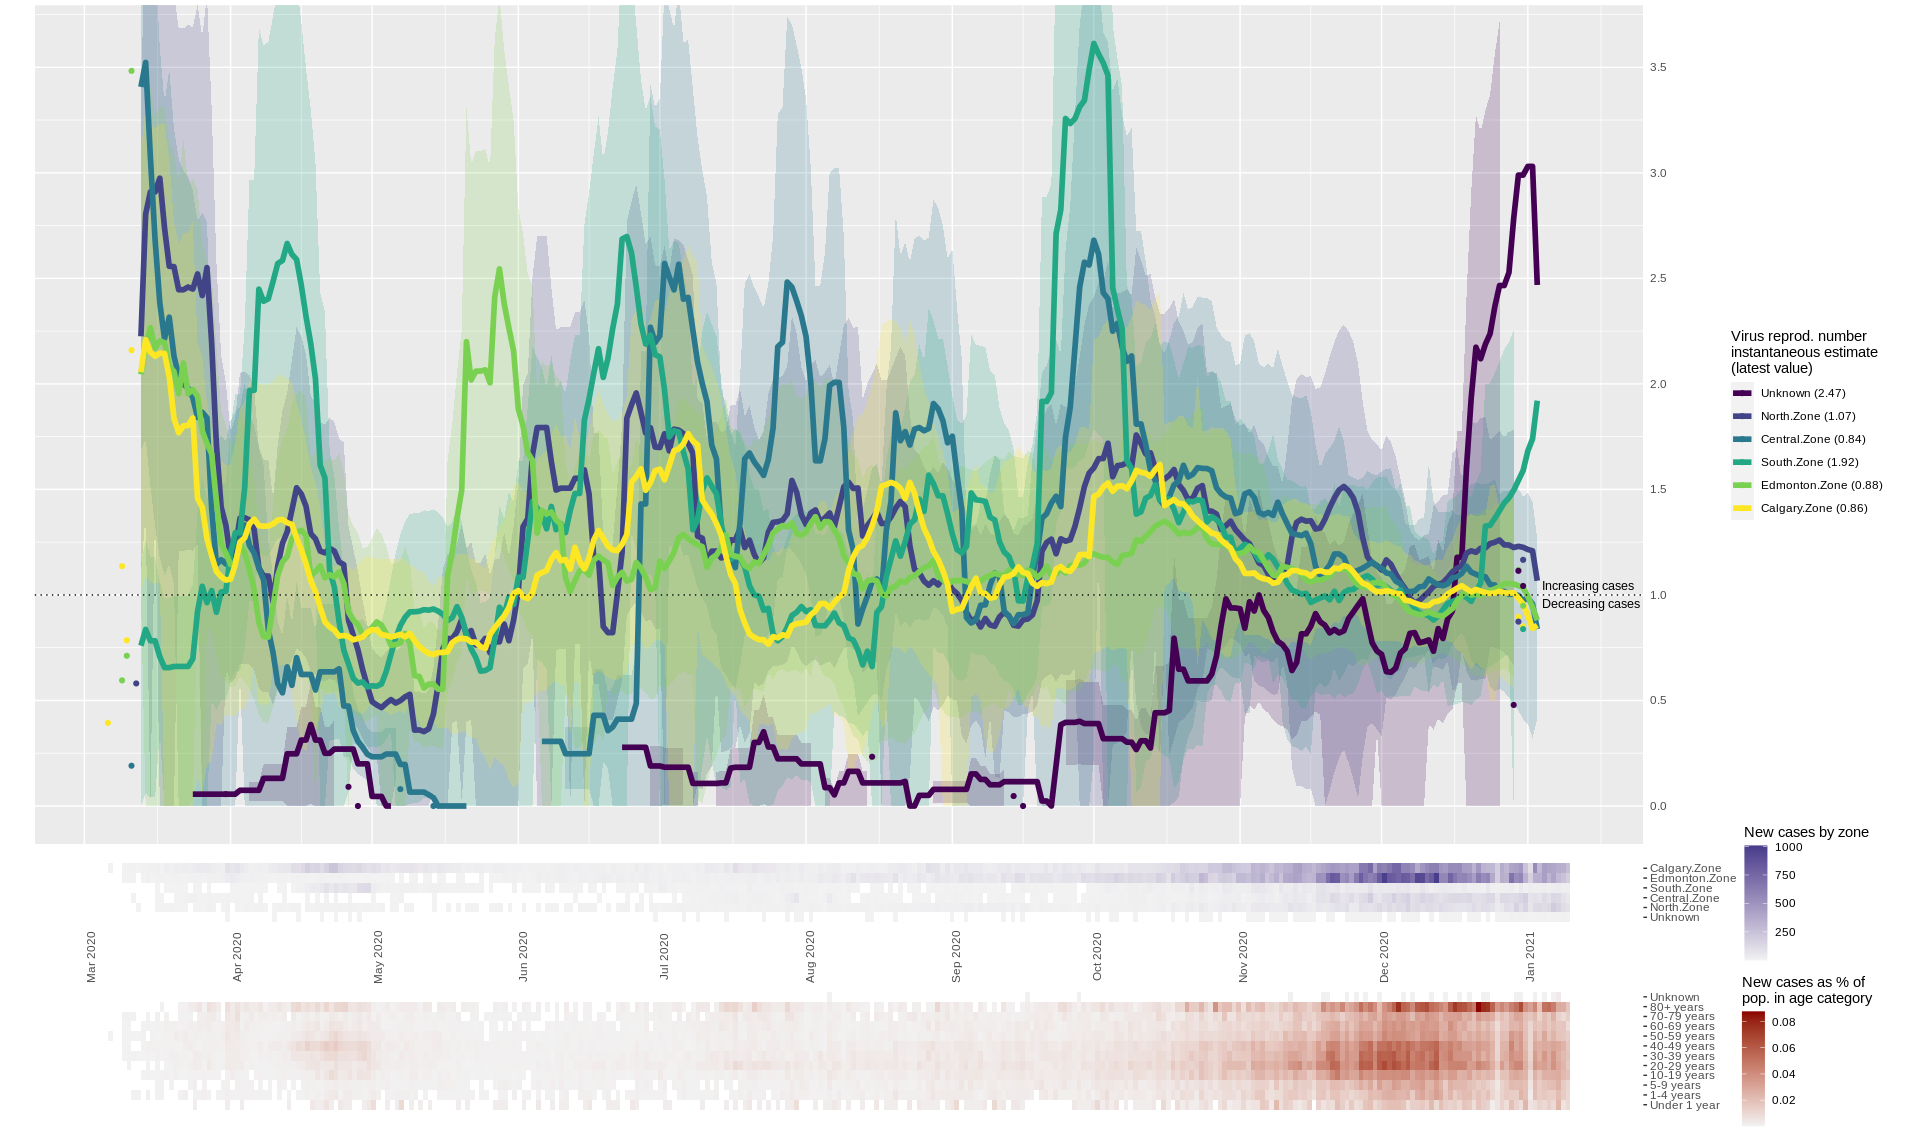 3.5
3.0
2.5
2.0
1.5
1.0
0.5
0.0
Increasing cases
Decreasing cases
Virus reprod. number
instantaneous estimate
(latest value)
Unknown (2.47)
North.Zone (1.07)
Central.Zone (0.84)
South.Zone (1.92)
Edmonton.Zone (0.88)
Calgary.Zone (0.86)
Calgary.Zone
Edmonton.Zone
South.Zone
Central.Zone
North.Zone
Unknown
New cases by zone
1000
750
500
250
Mar 2020
Apr 2020
May 2020
Jun 2020
Jul 2020
Aug 2020
Sep 2020
Oct 2020
Nov 2020
Dec 2020
Jan 2021
Unknown
80+ years
70-79 years
60-69 years
50-59 years
40-49 years
30-39 years
20-29 years
10-19 years
5-9 years
1-4 years
Under 1 year
New cases as % of
pop. in age category
0.08
0.06
0.04
0.02